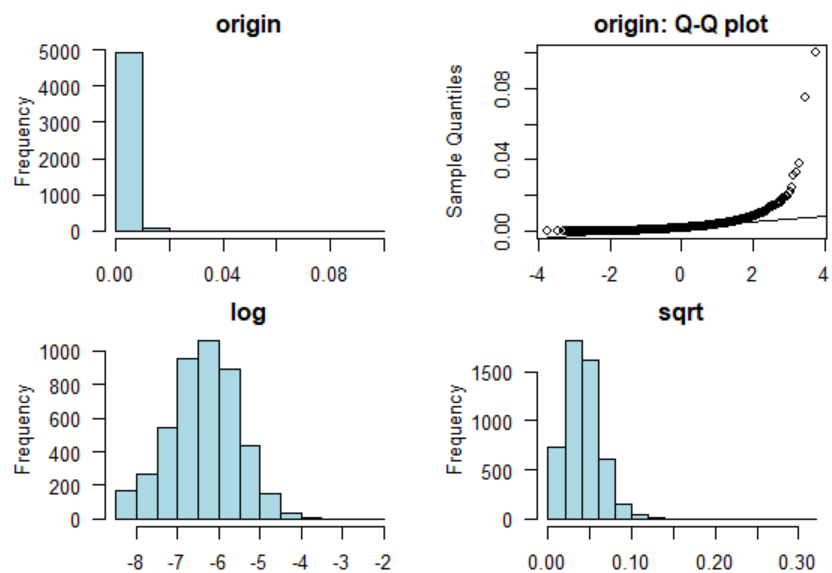 origin
Frequency
5000
4000
3000
2000
1000
0
0.00 0.04 0.08
origin: Q-Q plot
Sample Quantiles
0.08
0.04
0.00
-4 -2 0 2 4
log
Frequency
1000
800
600
400
200
0
-8 -7 -6 -5 -4 -3 -2
sqrt
Frequency
1500
1000
500
0
0.00 0.10 0.20 0.30